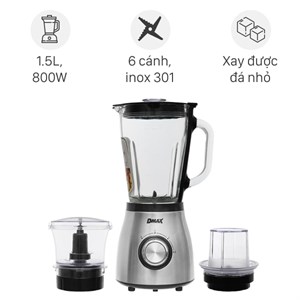 1.5L,
800W
6 cánh,
inox 301
Xay được
đá nhỏ
DMAX